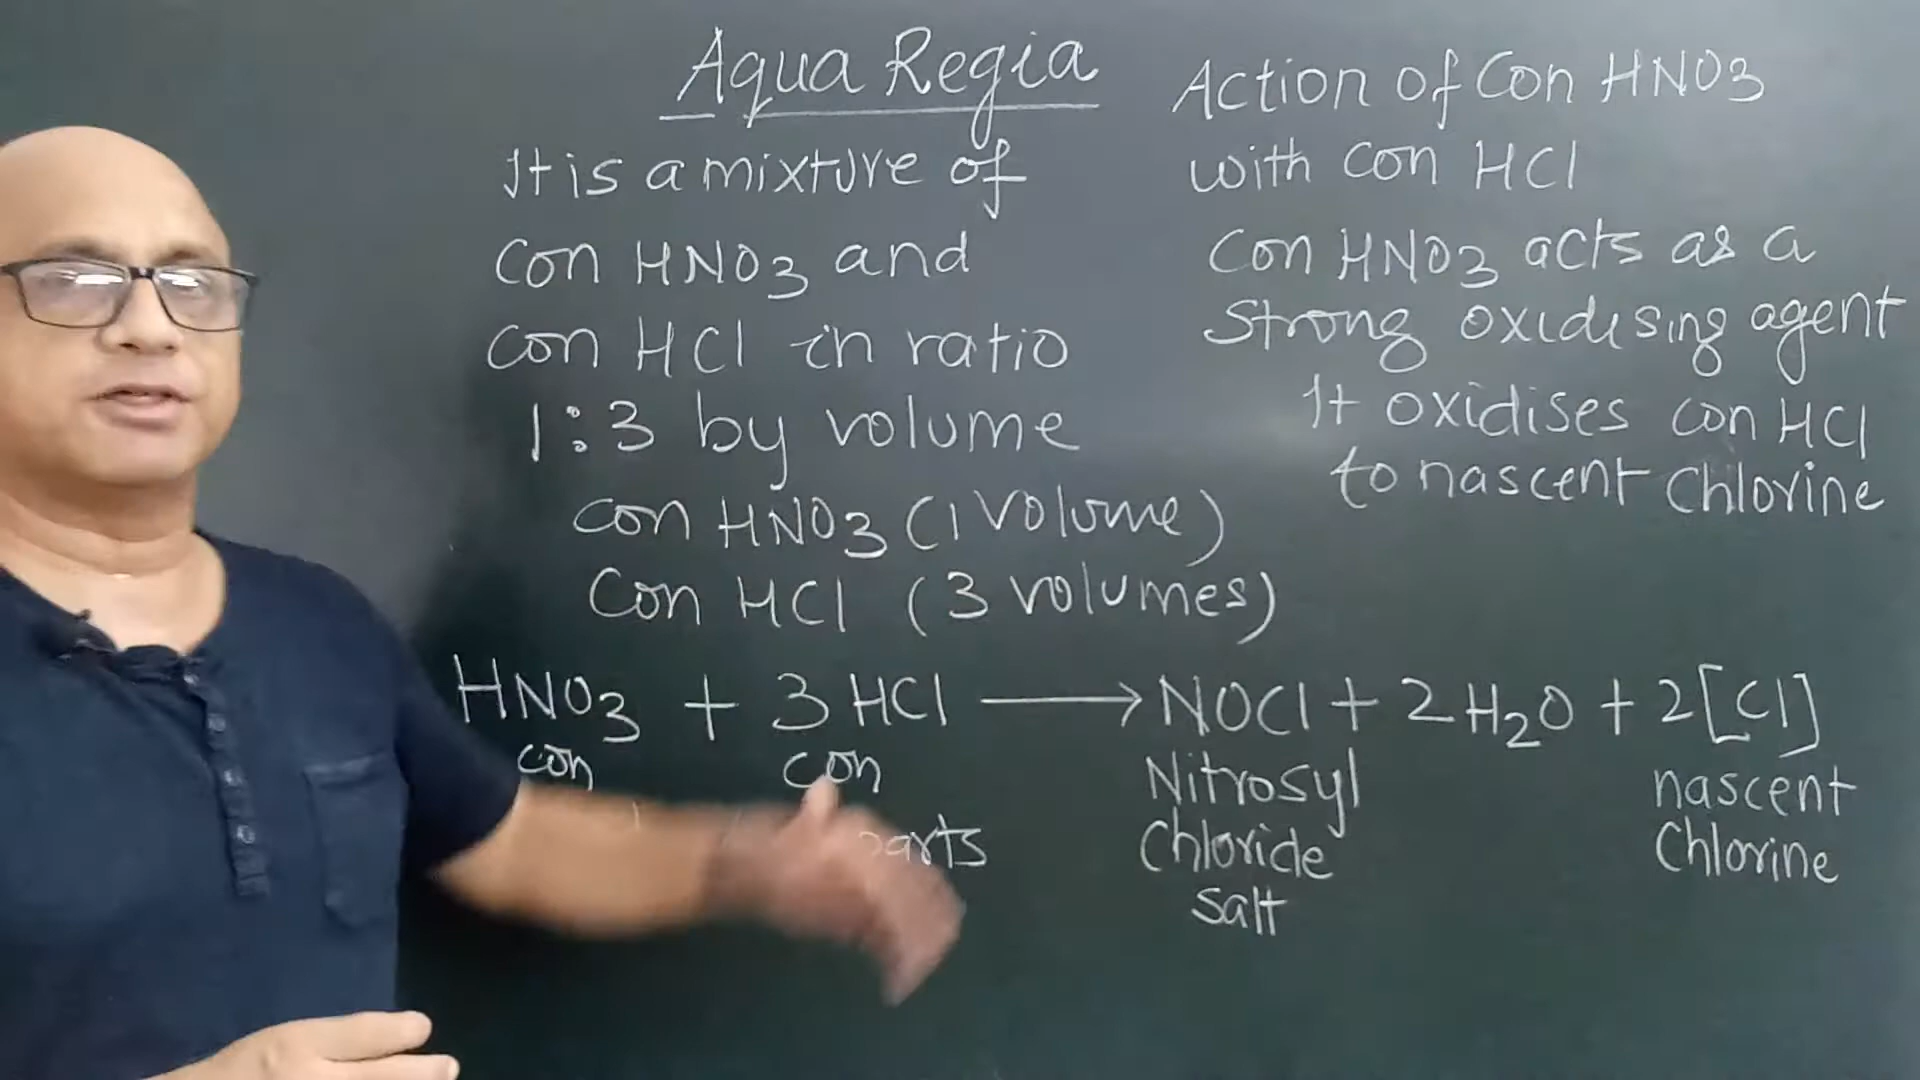 Aqua Regia
It is a mixture of
con HNO3 and
con HCl in ratio
1:3 by volume
con HNO3 (1 volume)
Con HCl (3 volumes)
Action of Con HNO3
with con HCl
Con HNO3 acts as a
Strong oxidising agent
It oxidises con HCl
to nascent Chlorine
HNO3 + 3HCl ⟶ NOCl + 2H2O + 2[Cl]
con con Nitrosyl nascent
parts Chloride Chlorine
salt